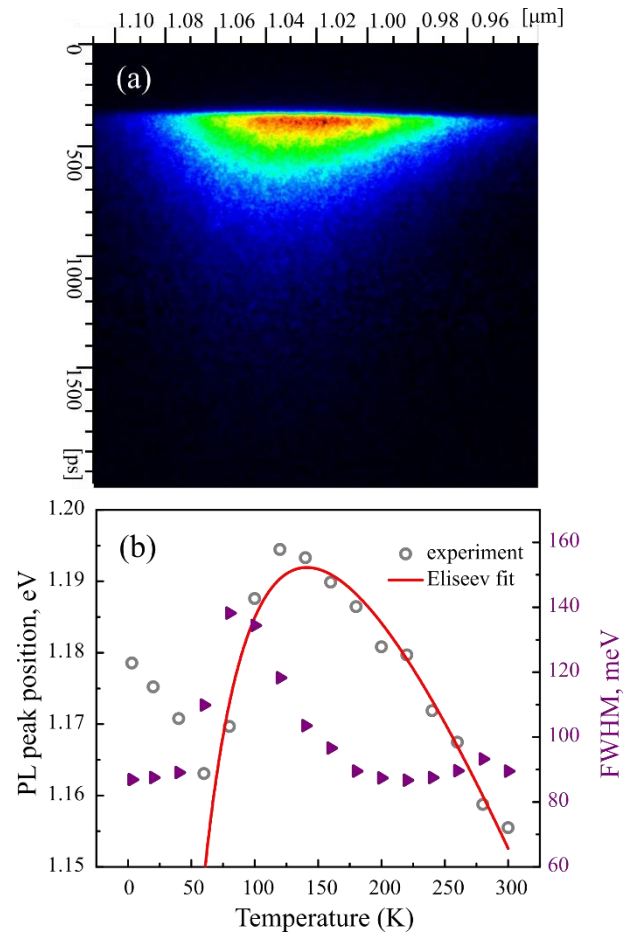 1.10 1.08 1.06 1.04 1.02 1.00 0.98 0.96 [μm]
0
(a)
500
1000
1,500
[ps]
1.20
(b)
experiment
Eliseev fit
160
1.19
140
1.18
120
1.17
100
1.16
80
1.15
60
PL peak position, eV
FWHM, meV
0 50 100 150 200 250 300
Temperature (K)